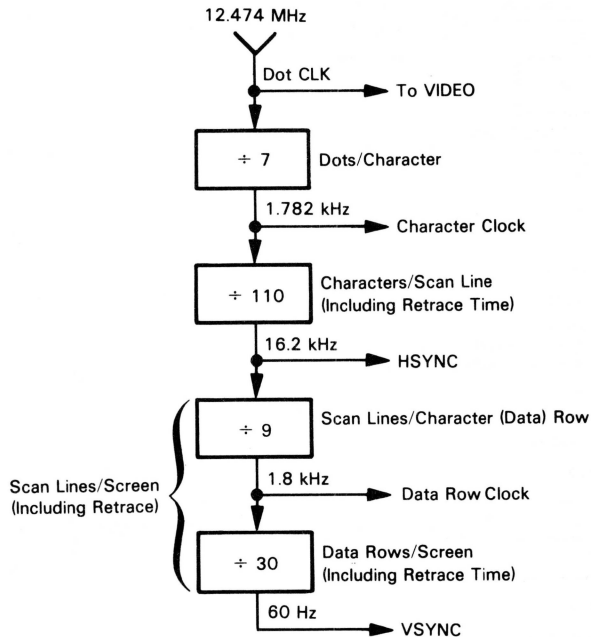 12.474 MHz
Dot CLK
To VIDEO
÷ 7
Dots/Character
1.782 kHz
Character Clock
÷ 110
Characters/Scan Line
(Including Retrace Time)
16.2 kHz
HSYNC
÷ 9
Scan Lines/Character (Data) Row
Scan Lines/Screen
(Including Retrace)
1.8 kHz
Data Row Clock
÷ 30
Data Rows/Screen
(Including Retrace Time)
60 Hz
VSYNC